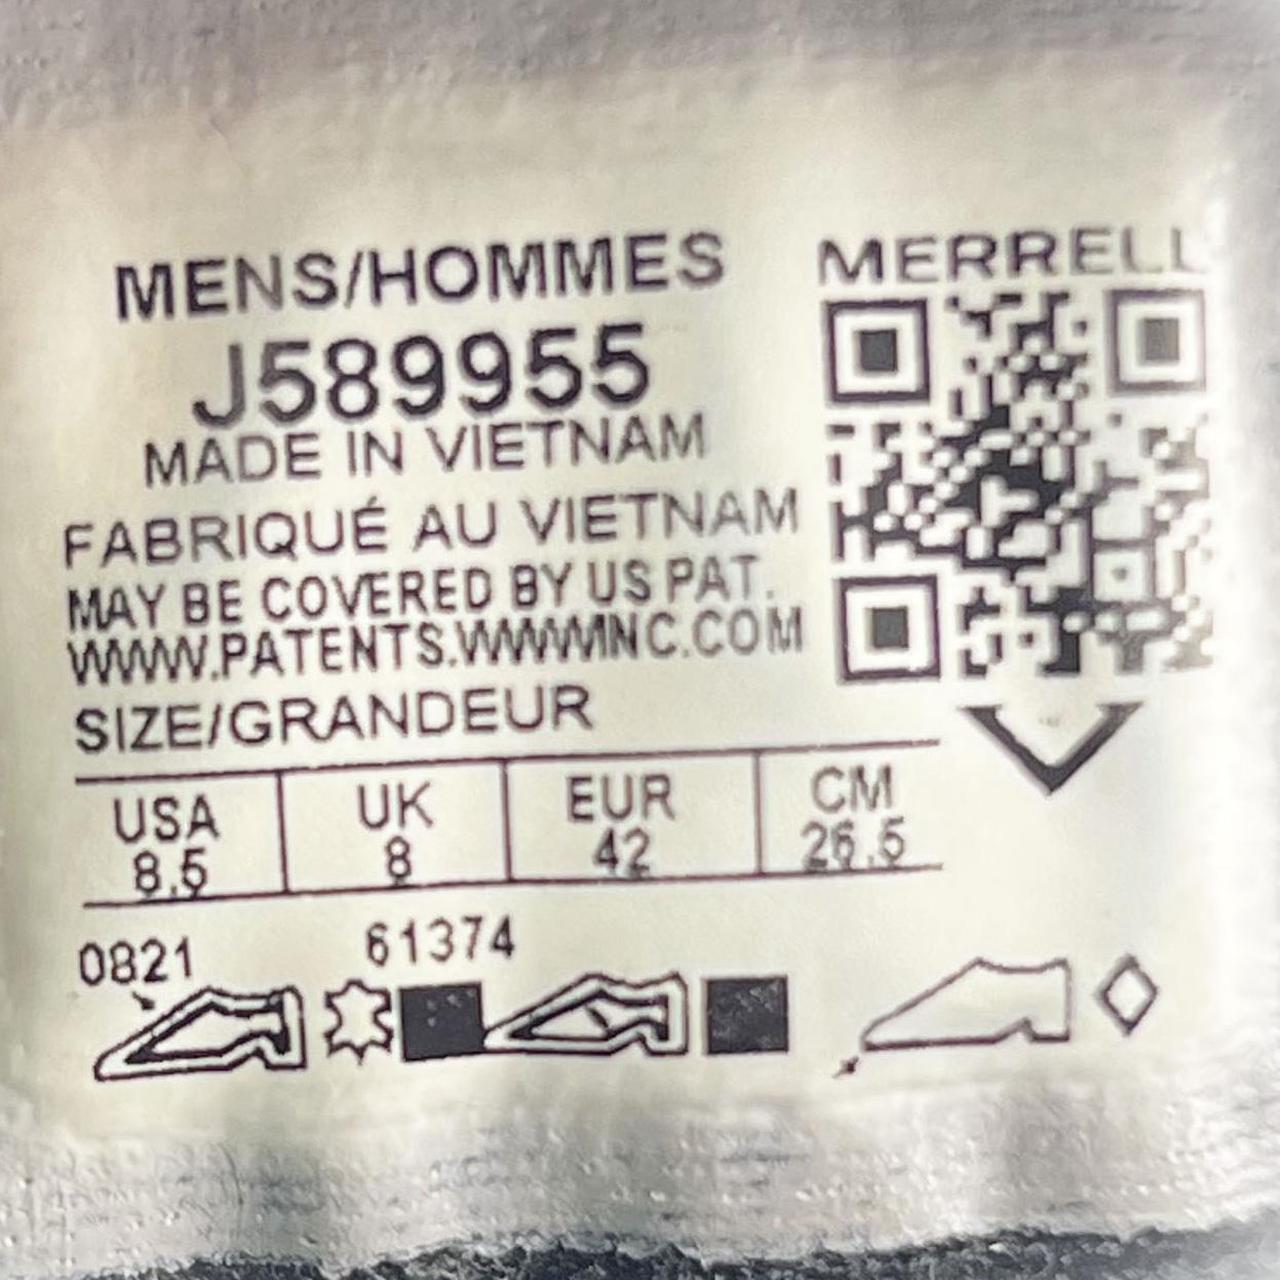 MENS/HOMMES
MERRELL
J589955
MADE IN VIETNAM
FABRIQUÉ AU VIETNAM
MAY BE COVERED BY US PAT.
WWW.PATENTS.WWWINC.COM
SIZE/GRANDEUR
USA UK EUR CM
8.5 8 42 26.5
0821 61374